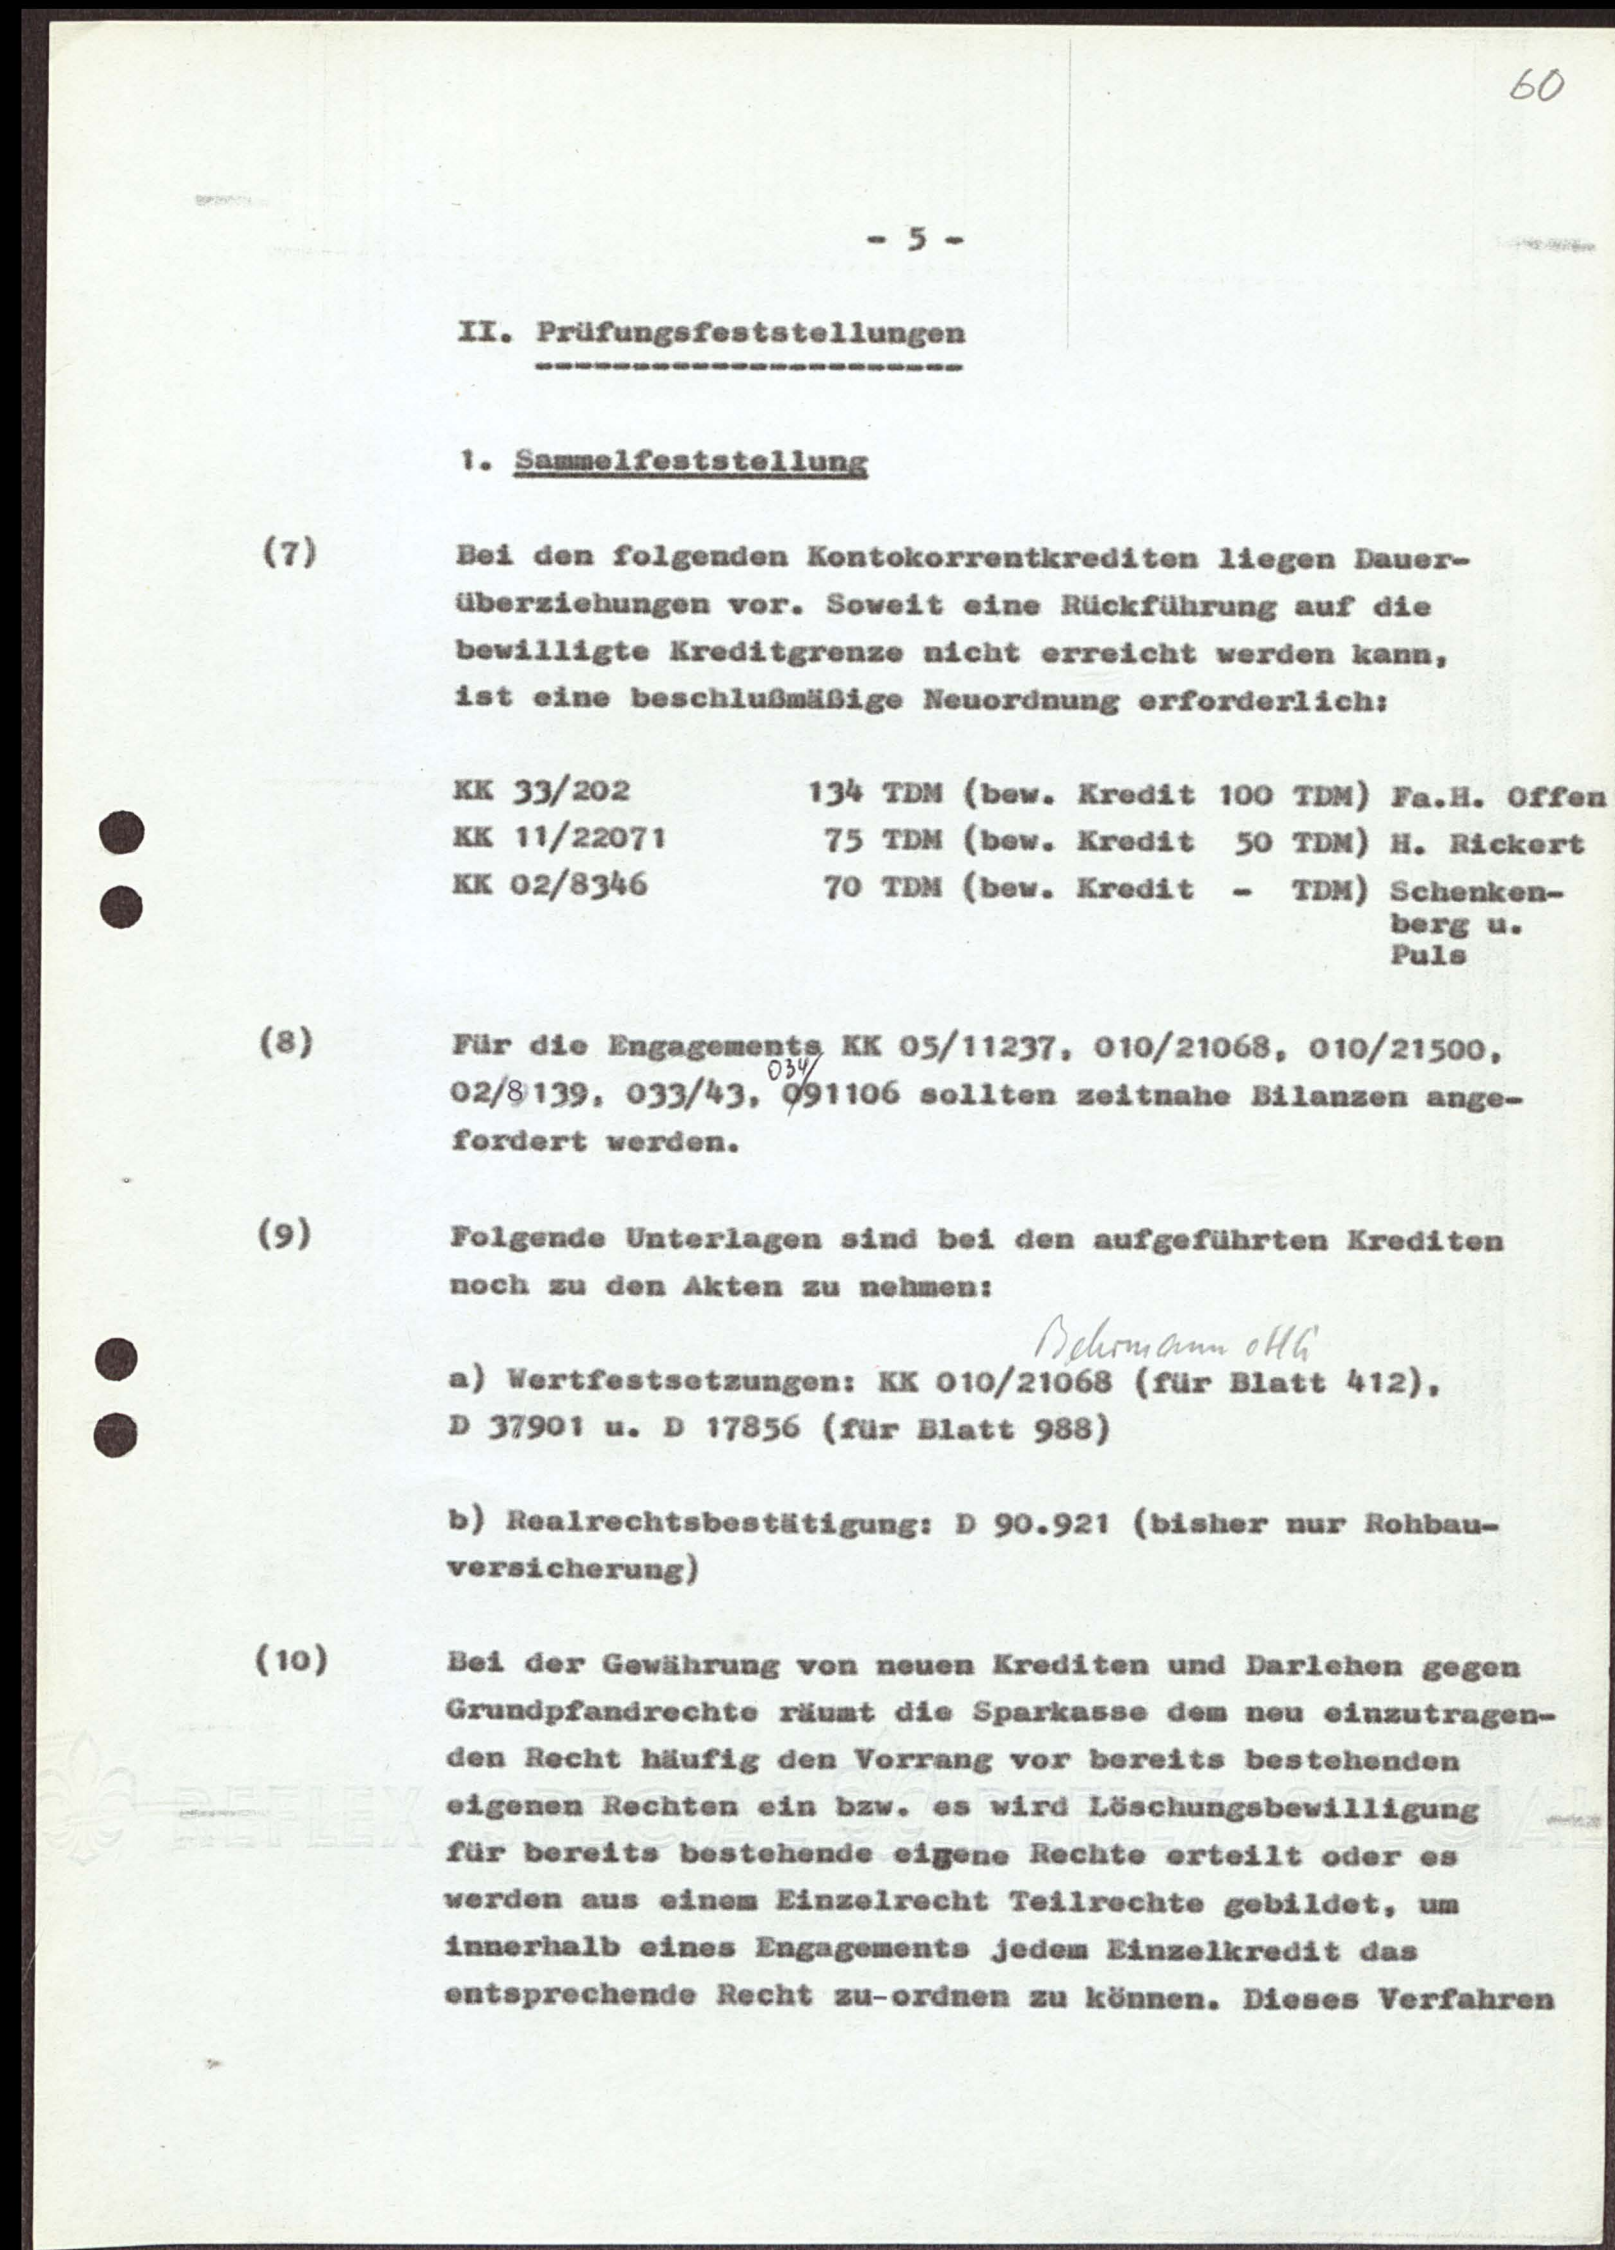 60
- 5 -
II. Prüfungsfeststellungen
1. Sammelfeststellung
(7) Bei den folgenden Kontokorrentkrediten liegen Dauer-
überziehungen vor. Soweit eine Rückführung auf die
bewilligte Kreditgrenze nicht erreicht werden kann,
ist eine beschlußmäßige Neuordnung erforderlich:
KK 33/202 134 TDM (bew. Kredit 100 TDM) Fa.H. Offen
KK 11/22071 75 TDM (bew. Kredit 50 TDM) H. Rickert
KK 02/8346 70 TDM (bew. Kredit - TDM) Schenken-
berg u.
Puls
(8) Für die Engagements KK 05/11237, 010/21068, 010/21500,
034/
02/8139, 033/43, 091106 sollten zeitnahe Bilanzen ange-
fordert werden.
(9) Folgende Unterlagen sind bei den aufgeführten Krediten
noch zu den Akten zu nehmen:
Behrmann
a) Wertfestsetzungen: KK 010/21068 (für Blatt 412),
D 37901 u. D 17856 (für Blatt 988)
b) Realrechtsbestätigung: D 90.921 (bisher nur Rohbau-
versicherung)
(10) Bei der Gewährung von neuen Krediten und Darlehen gegen
Grundpfandrechte räumt die Sparkasse dem neu einzutragen-
den Recht häufig den Vorrang vor bereits bestehenden
eigenen Rechten ein bzw. es wird Löschungsbewilligung
für bereits bestehende eigene Rechte erteilt oder es
werden aus einem Einzelrecht Teilrechte gebildet, um
innerhalb eines Engagements jedem Einzelkredit das
entsprechende Recht zu-ordnen zu können. Dieses Verfahren
REFLEX SPECIAL REFLEX SPECIAL